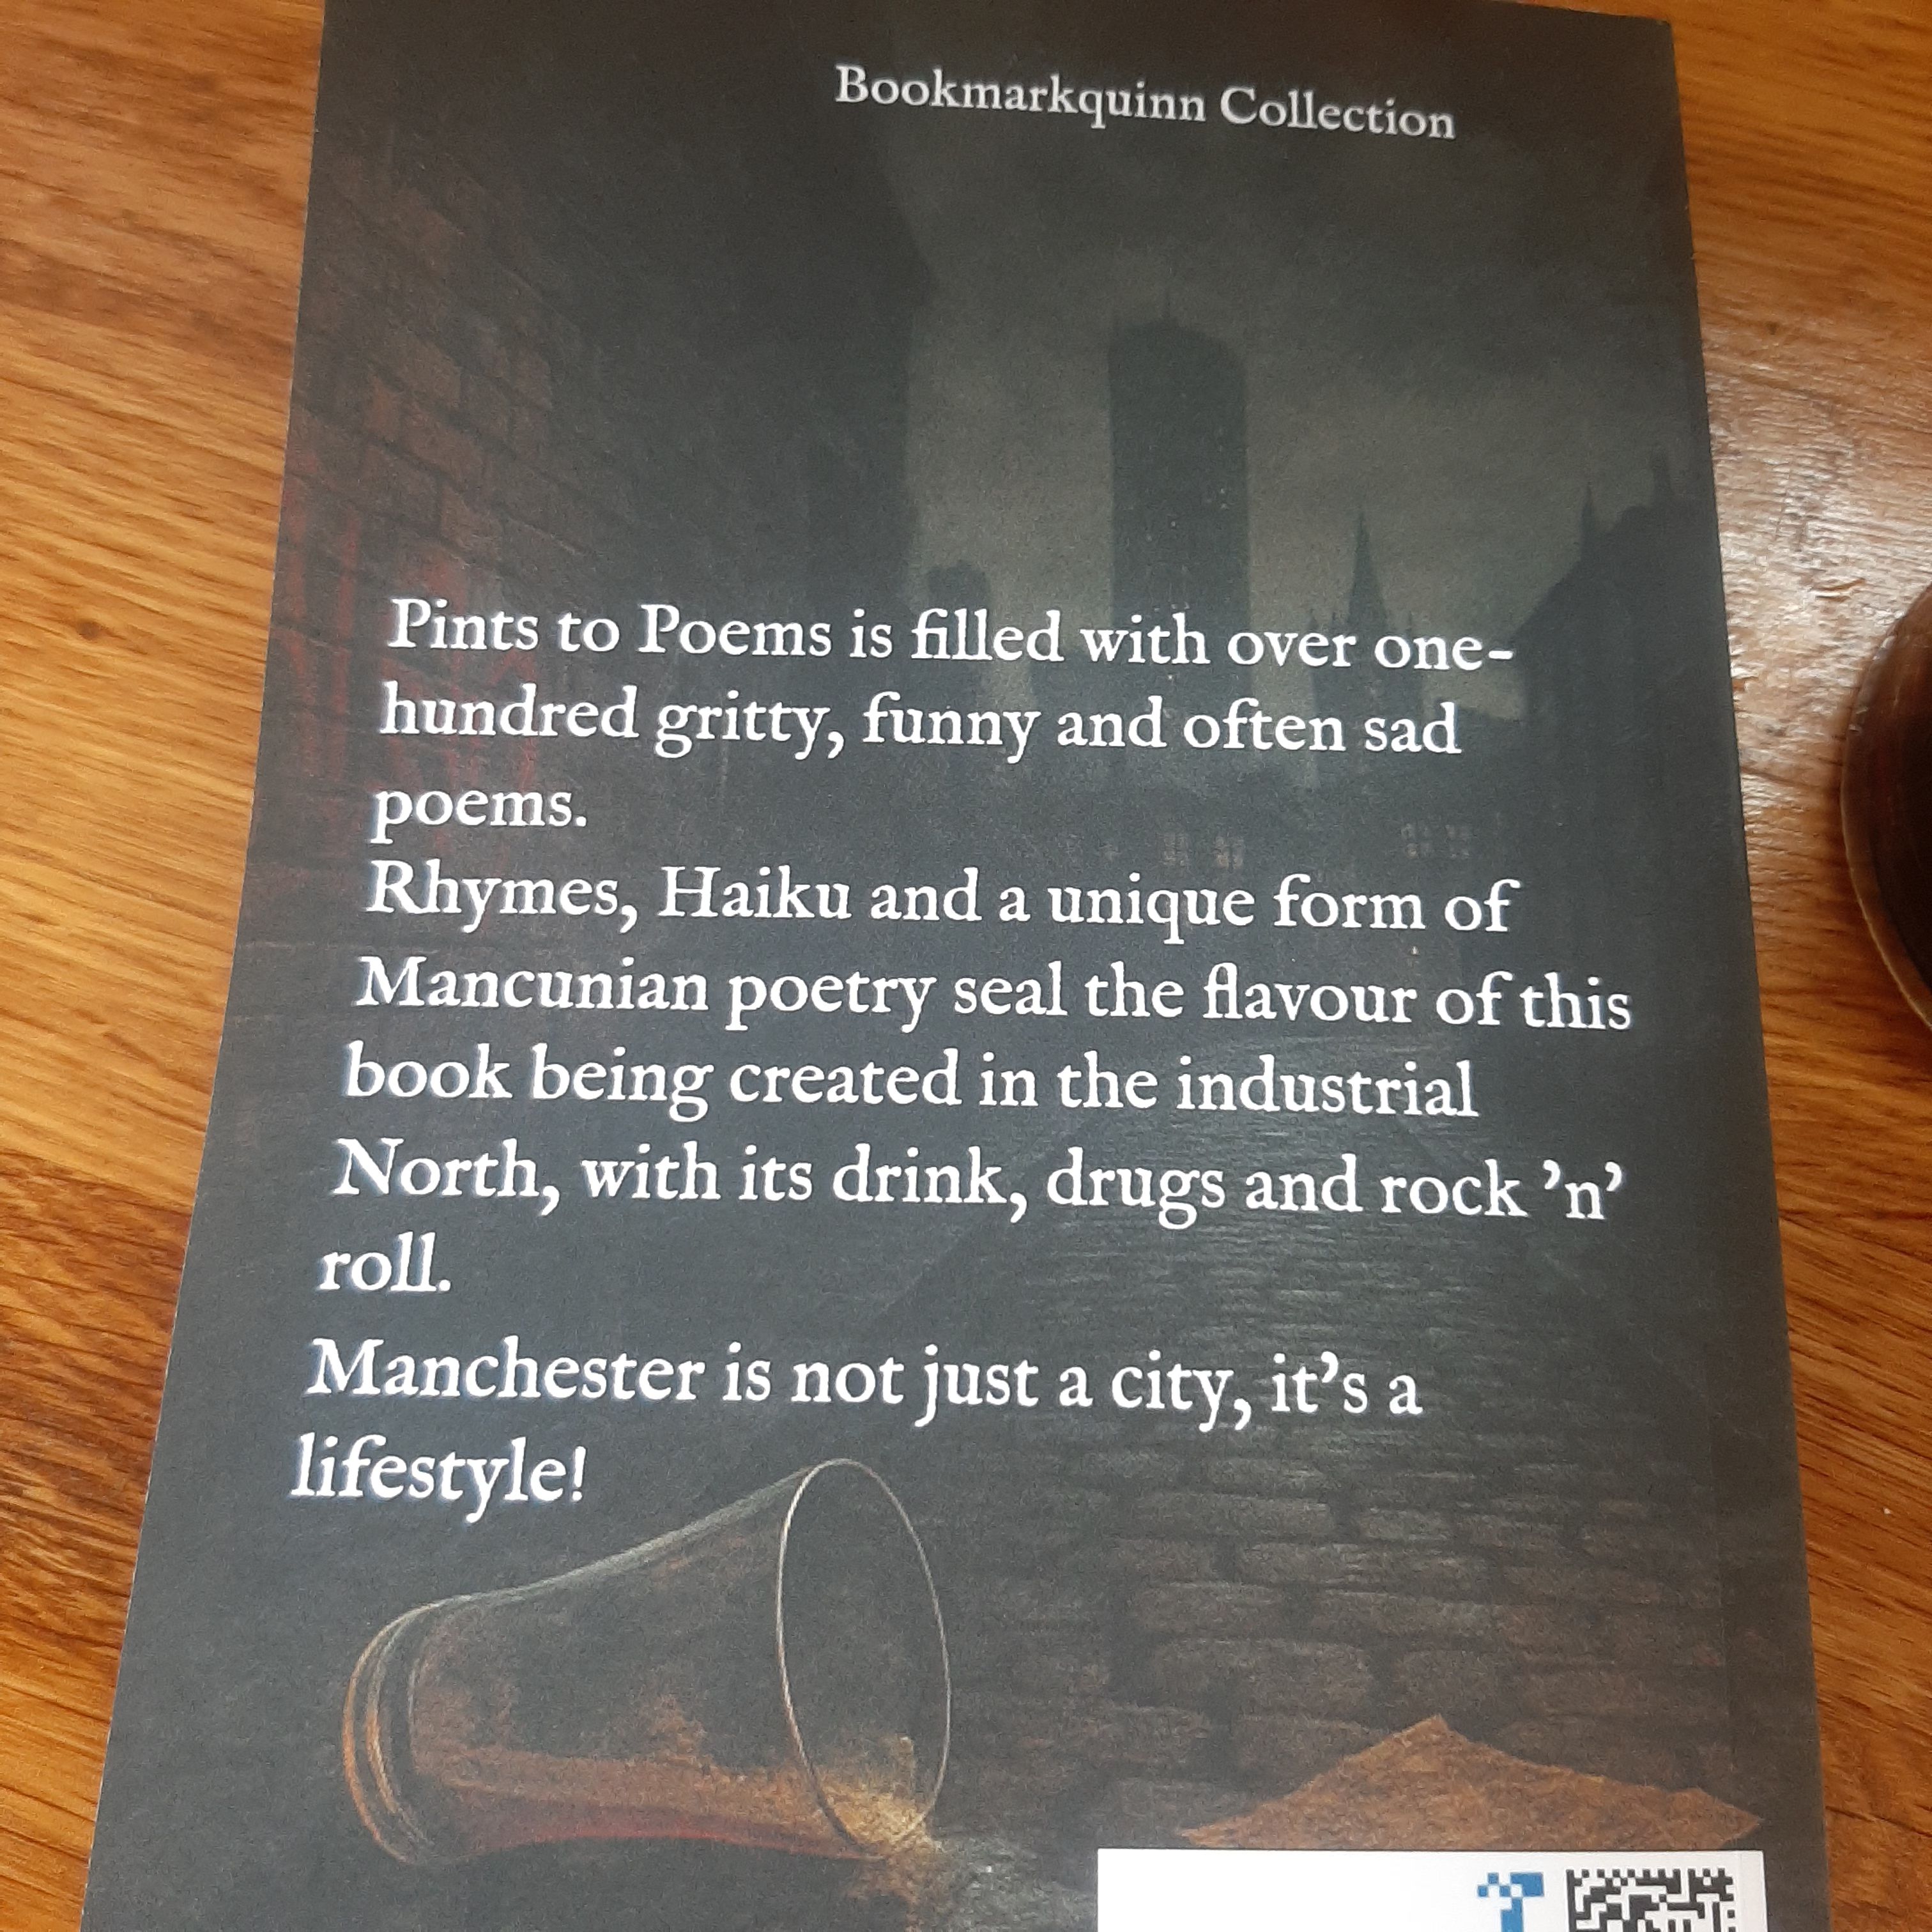 Bookmarkquinn Collection
Pints to Poems is filled with over one-
hundred gritty, funny and often sad
poems.
Rhymes, Haiku and a unique form of
Mancunian poetry seal the flavour of this
book being created in the industrial
North, with its drink, drugs and rock ’n’
roll.
Manchester is not just a city, it’s a
lifestyle!